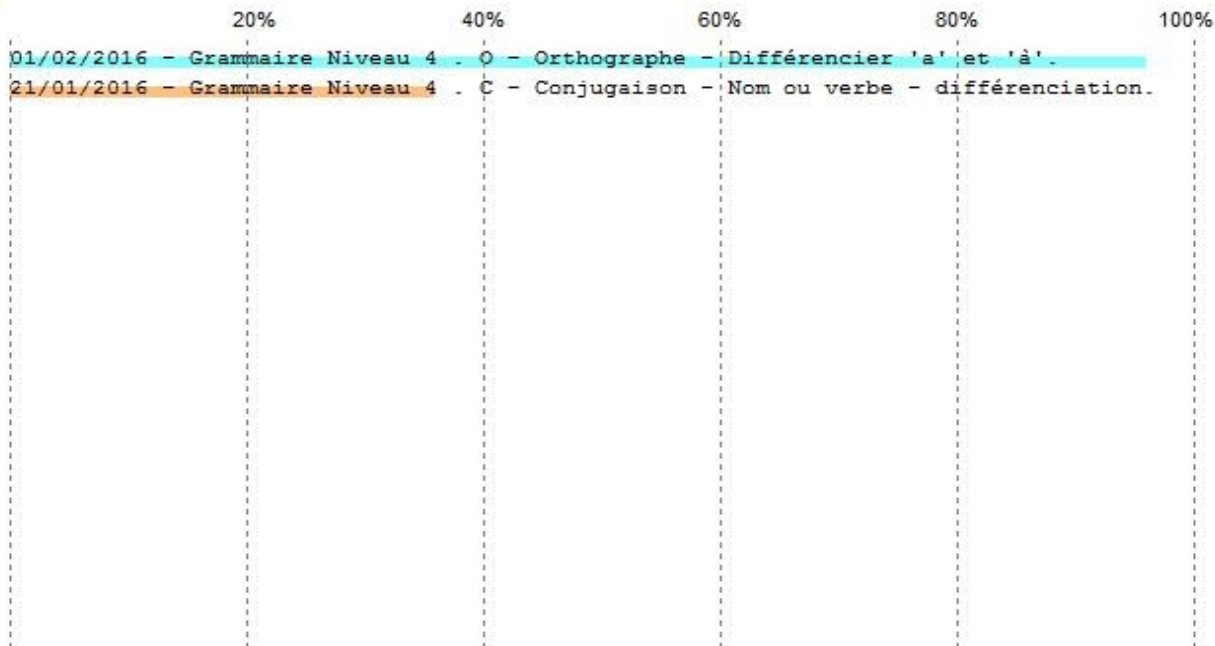 20% 40% 60% 80% 100%
01/02/2016 - Grammaire Niveau 4 . O - Orthographe - Différencier 'a' et 'à'.
21/01/2016 - Grammaire Niveau 4 . C - Conjugaison - Nom ou verbe - différenciation.